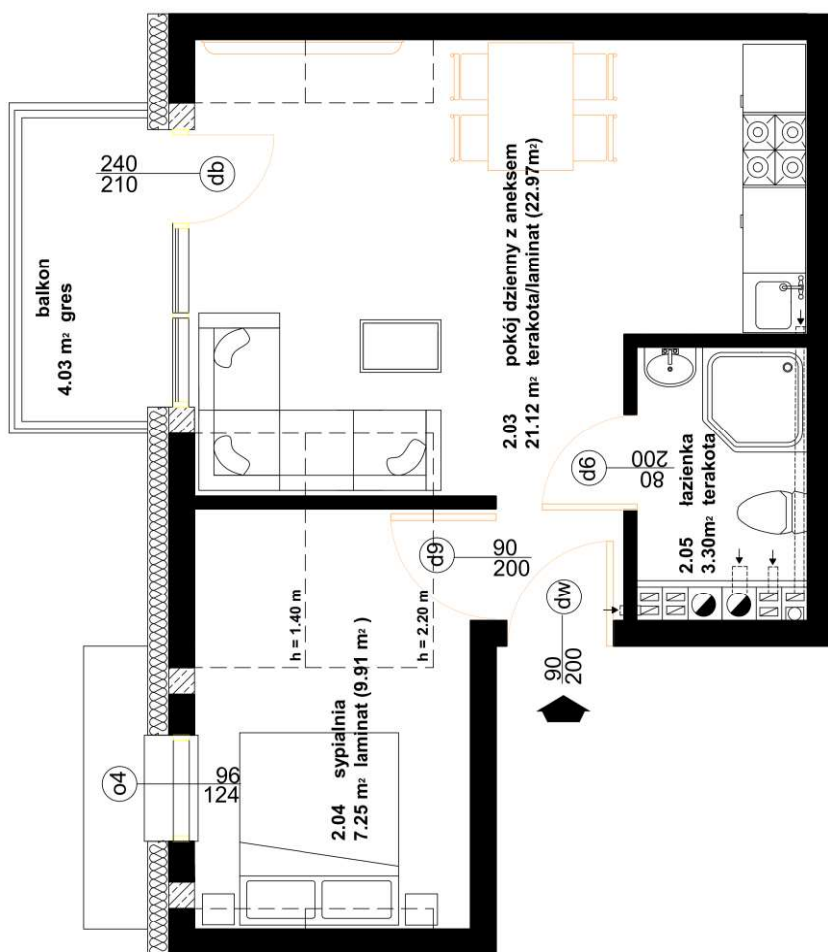 240
210
db
balkon
4.03 m² gres
2.03 pokój dzienny z aneksem
21.12 m² terakota/laminat (22.97m²)
d6
80
200
2.05 łazienka
3.30m² terakota
d9
90
200
dw
90
200
h = 1.40 m
h = 2.20 m
2.04 sypialnia
7.25 m² laminat (9.91 m² )
o4
96
124